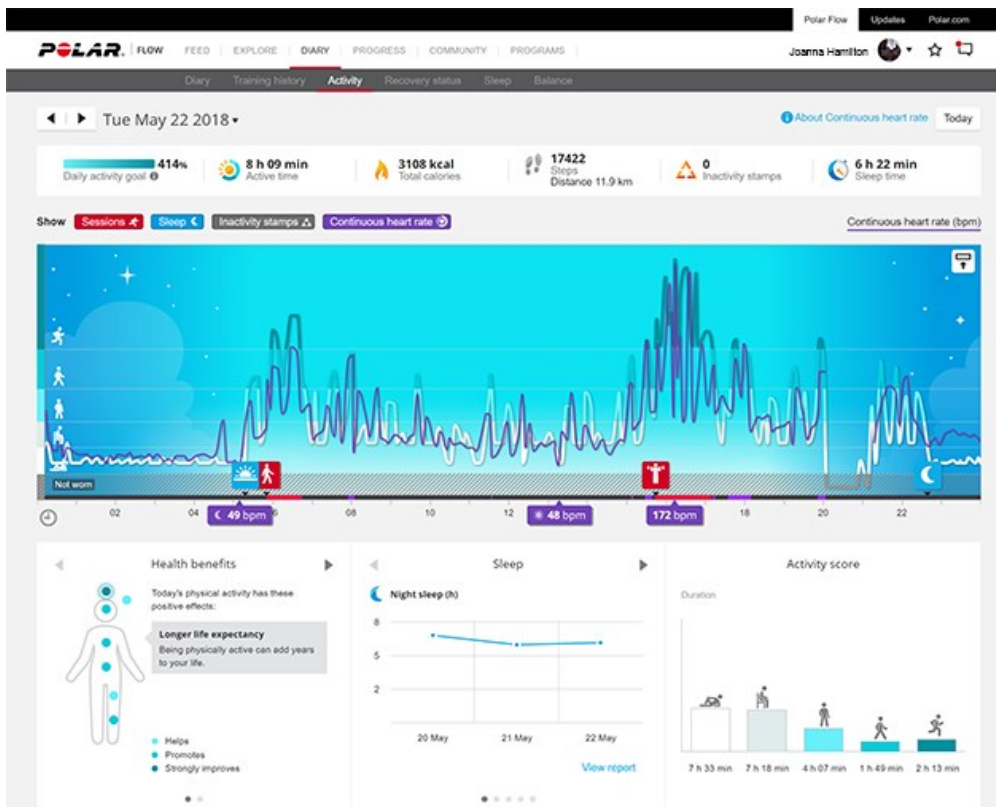 Polar Flow Updates Polar.com
POLAR. FLOW FEED EXPLORE DIARY PROGRESS COMMUNITY PROGRAMS Joanna Hamilton
Diary Training history Activity Recovery status Sleep Balance
Tue May 22 2018 About Continuous heart rate Today
414% 8 h 09 min 3108 kcal 17422 0 6 h 22 min
Daily activity goal Active time Total calories Steps Inactivity stamps Sleep time
Distance 11.9 km
Show Sessions Sleep Inactivity stamps Continuous heart rate Continuous heart rate (bpm)
Not worn
02 04 49 bpm 6 08 10 12 48 bpm 172 bpm 18 20 22
Health benefits Sleep Activity score
Today's physical activity has these
positive effects:
Longer life expectancy
Being physically active can add years
to your life.
Helps
Promotes
Strongly improves
Night sleep (h)
8
5
2
20 May 21 May 22 May
View report
Duration
7 h 33 min 7 h 18 min 4 h 07 min 1 h 49 min 2 h 13 min